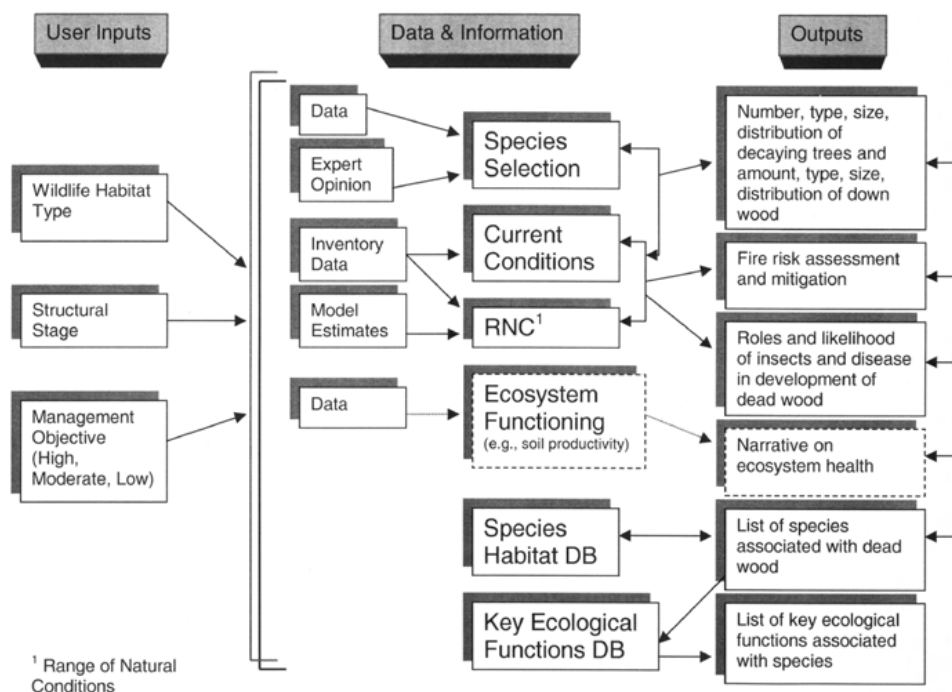 User Inputs
Data & Information
Outputs
Wildlife Habitat
Type
Structural
Stage
Management
Objective
(High,
Moderate, Low)
Data
Expert
Opinion
Inventory
Data
Model
Estimates
Data
Species
Selection
Current
Conditions
RNC¹
Ecosystem
Functioning
(e.g., soil productivity)
Species
Habitat DB
Key Ecological
Functions DB
Number, type, size,
distribution of
decaying trees and
amount, type, size,
distribution of down
wood
Fire risk assessment
and mitigation
Roles and likelihood
of insects and disease
in development of
dead wood
Narrative on
ecosystem health
List of species
associated with dead
wood
List of key ecological
functions associated
with species
¹ Range of Natural
Conditions